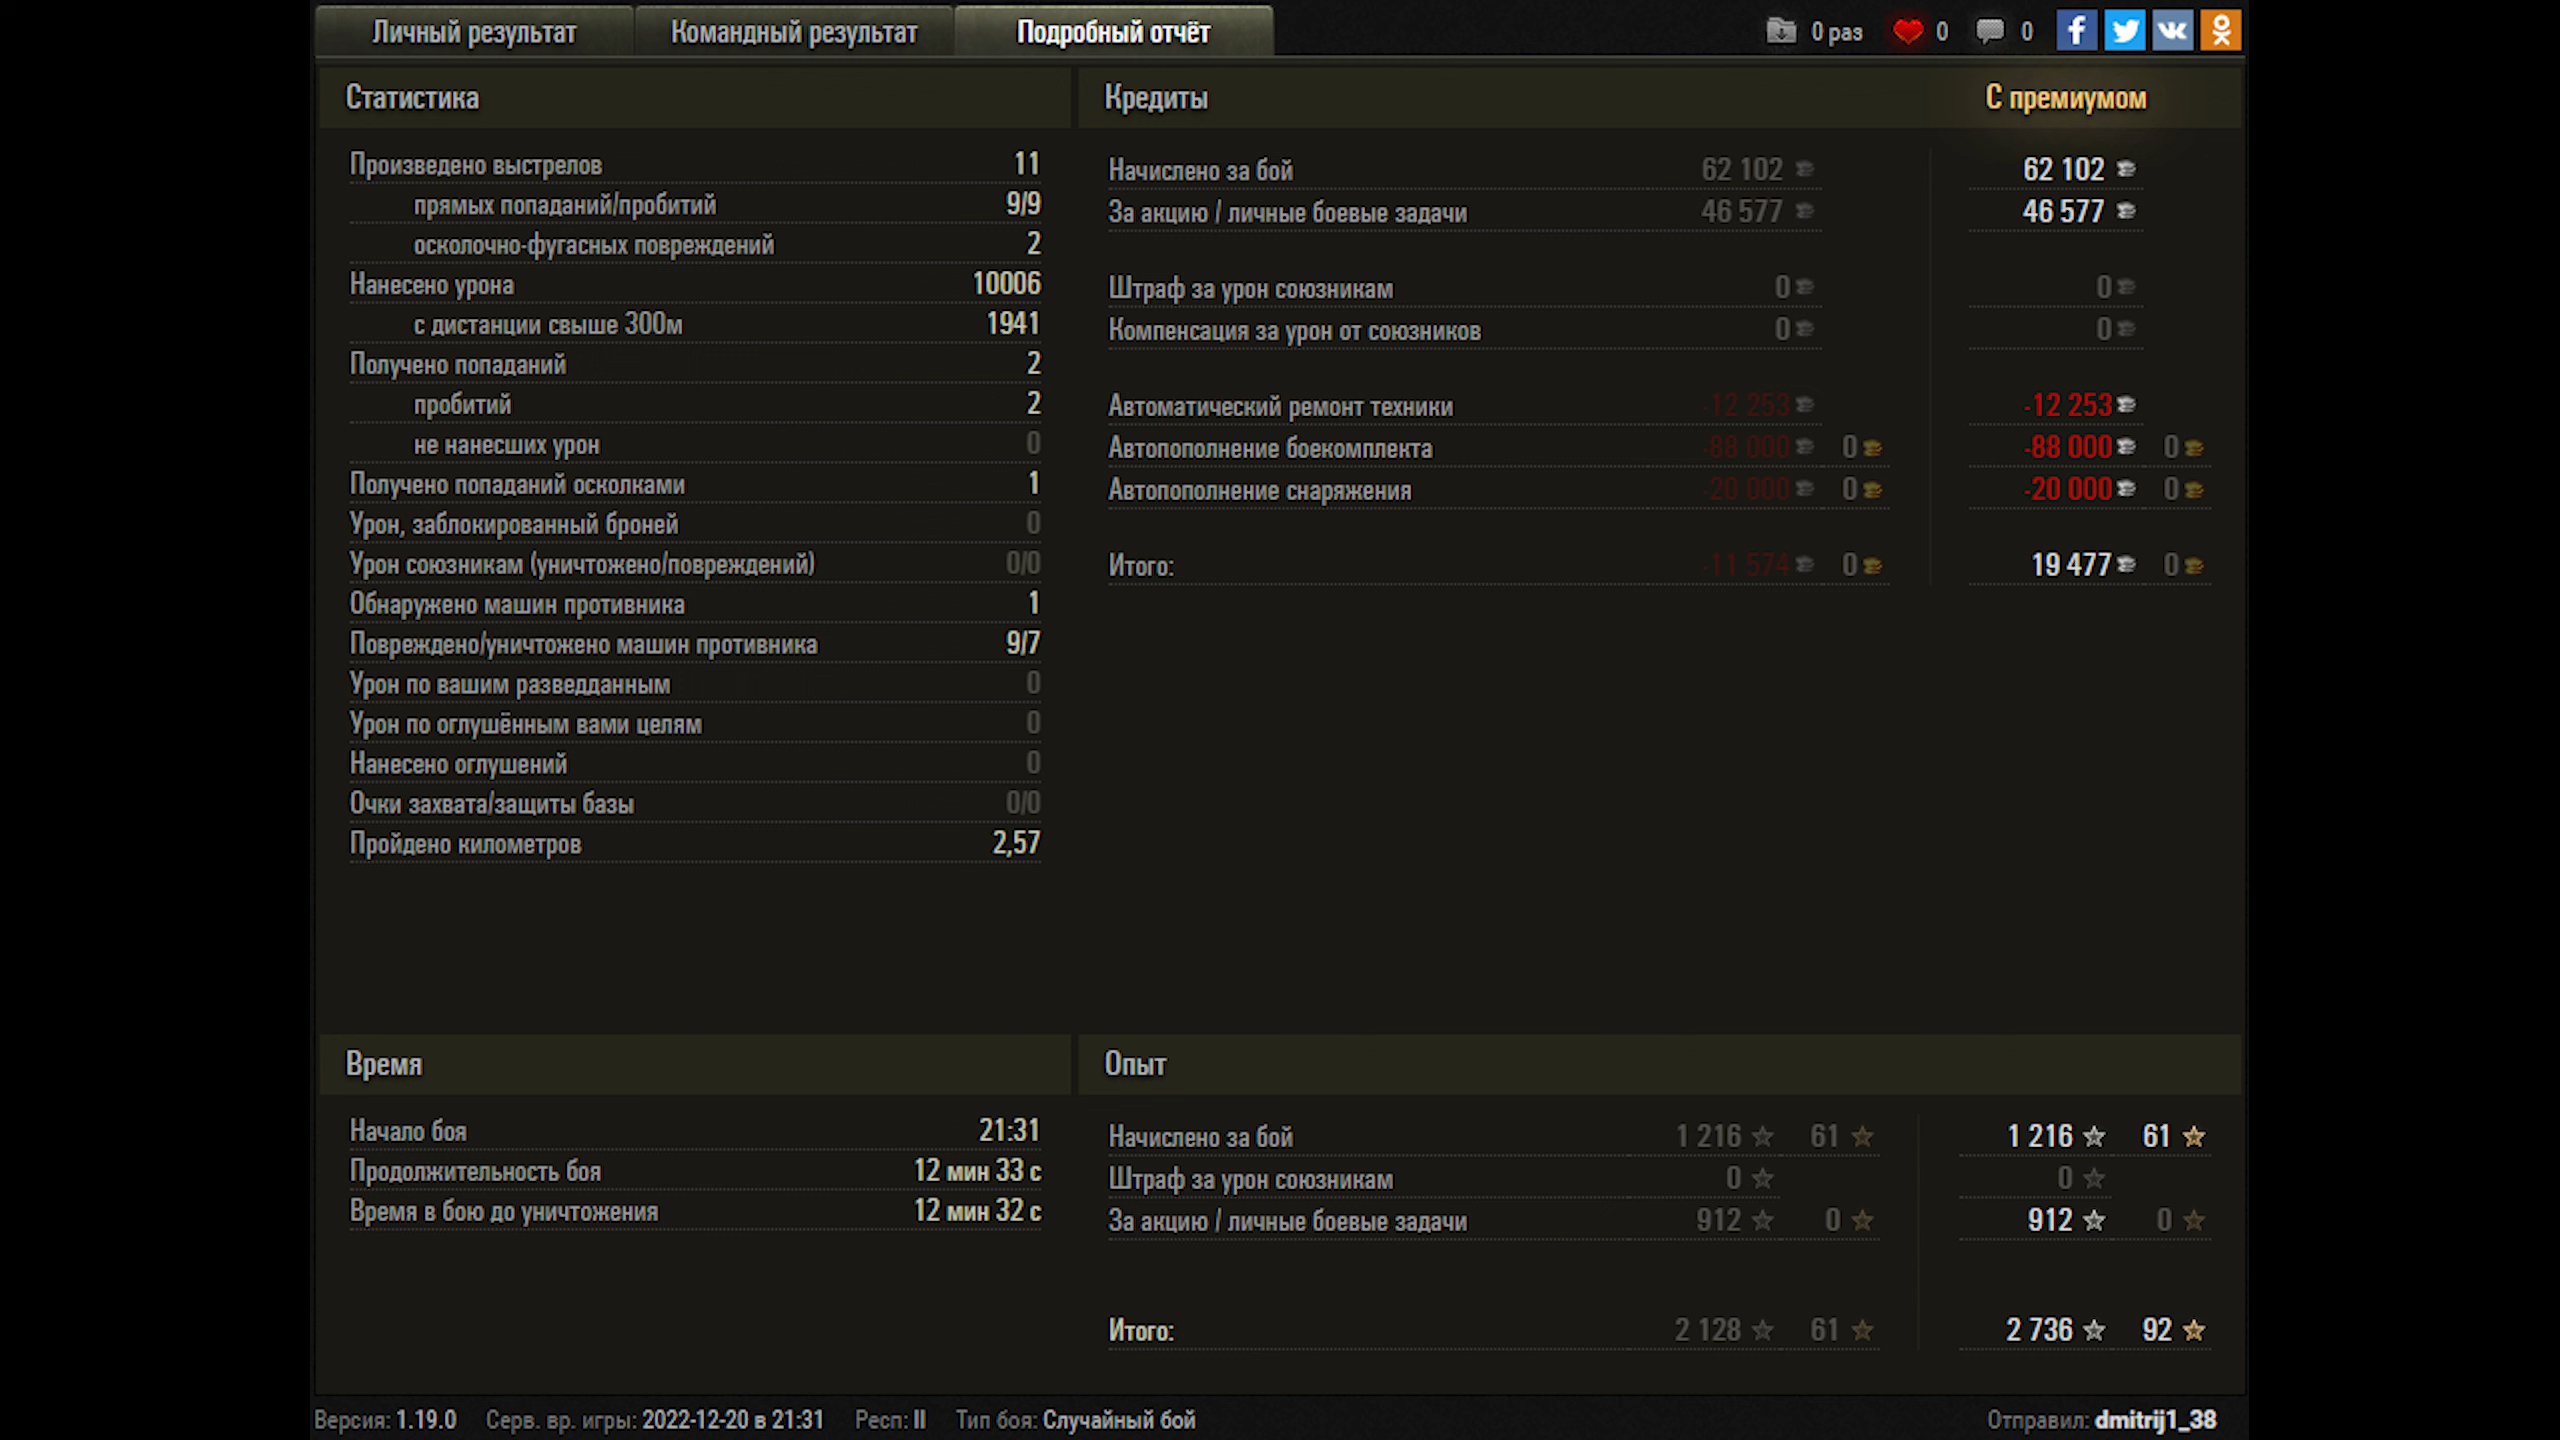 Личный результат Командный результат Подробный отчёт 0 раз 0 0
Статистика
Произведено выстрелов 11
прямых попаданий/пробитий 9/9
осколочно-фугасных повреждений 2
Нанесено урона 10006
с дистанции свыше 300м 1941
Получено попаданий 2
пробитий 2
не нанесших урон 0
Получено попаданий осколками 1
Урон, заблокированный броней 0
Урон союзникам (уничтожено/повреждений) 0/0
Обнаружено машин противника 1
Повреждено/уничтожено машин противника 9/7
Урон по вашим разведданным 0
Урон по оглушённым вами целям 0
Нанесено оглушений 0
Очки захвата/защиты базы 0/0
Пройдено километров 2,57
Кредиты С премиумом
Начислено за бой 62 102 62 102
За акцию / личные боевые задачи 46 577 46 577
Штраф за урон союзникам 0 0
Компенсация за урон от союзников 0 0
Автоматический ремонт техники -12 253 -12 253
Автопополнение боекомплекта -88 000 0 -88 000 0
Автопополнение снаряжения -20 000 0 -20 000 0
Итого: -11 574 0 19 477 0
Время
Начало боя 21:31
Продолжительность боя 12 мин 33 с
Время в бою до уничтожения 12 мин 32 с
Опыт
Начислено за бой 1 216 61 1 216 61
Штраф за урон союзникам 0 0
За акцию / личные боевые задачи 912 0 912 0
Итого: 2 128 61 2 736 92
Версия: 1.19.0 Серв. вр. игры: 2022-12-20 в 21:31 Респ: II Тип боя: Случайный бой Отправил: dmitrij1_38